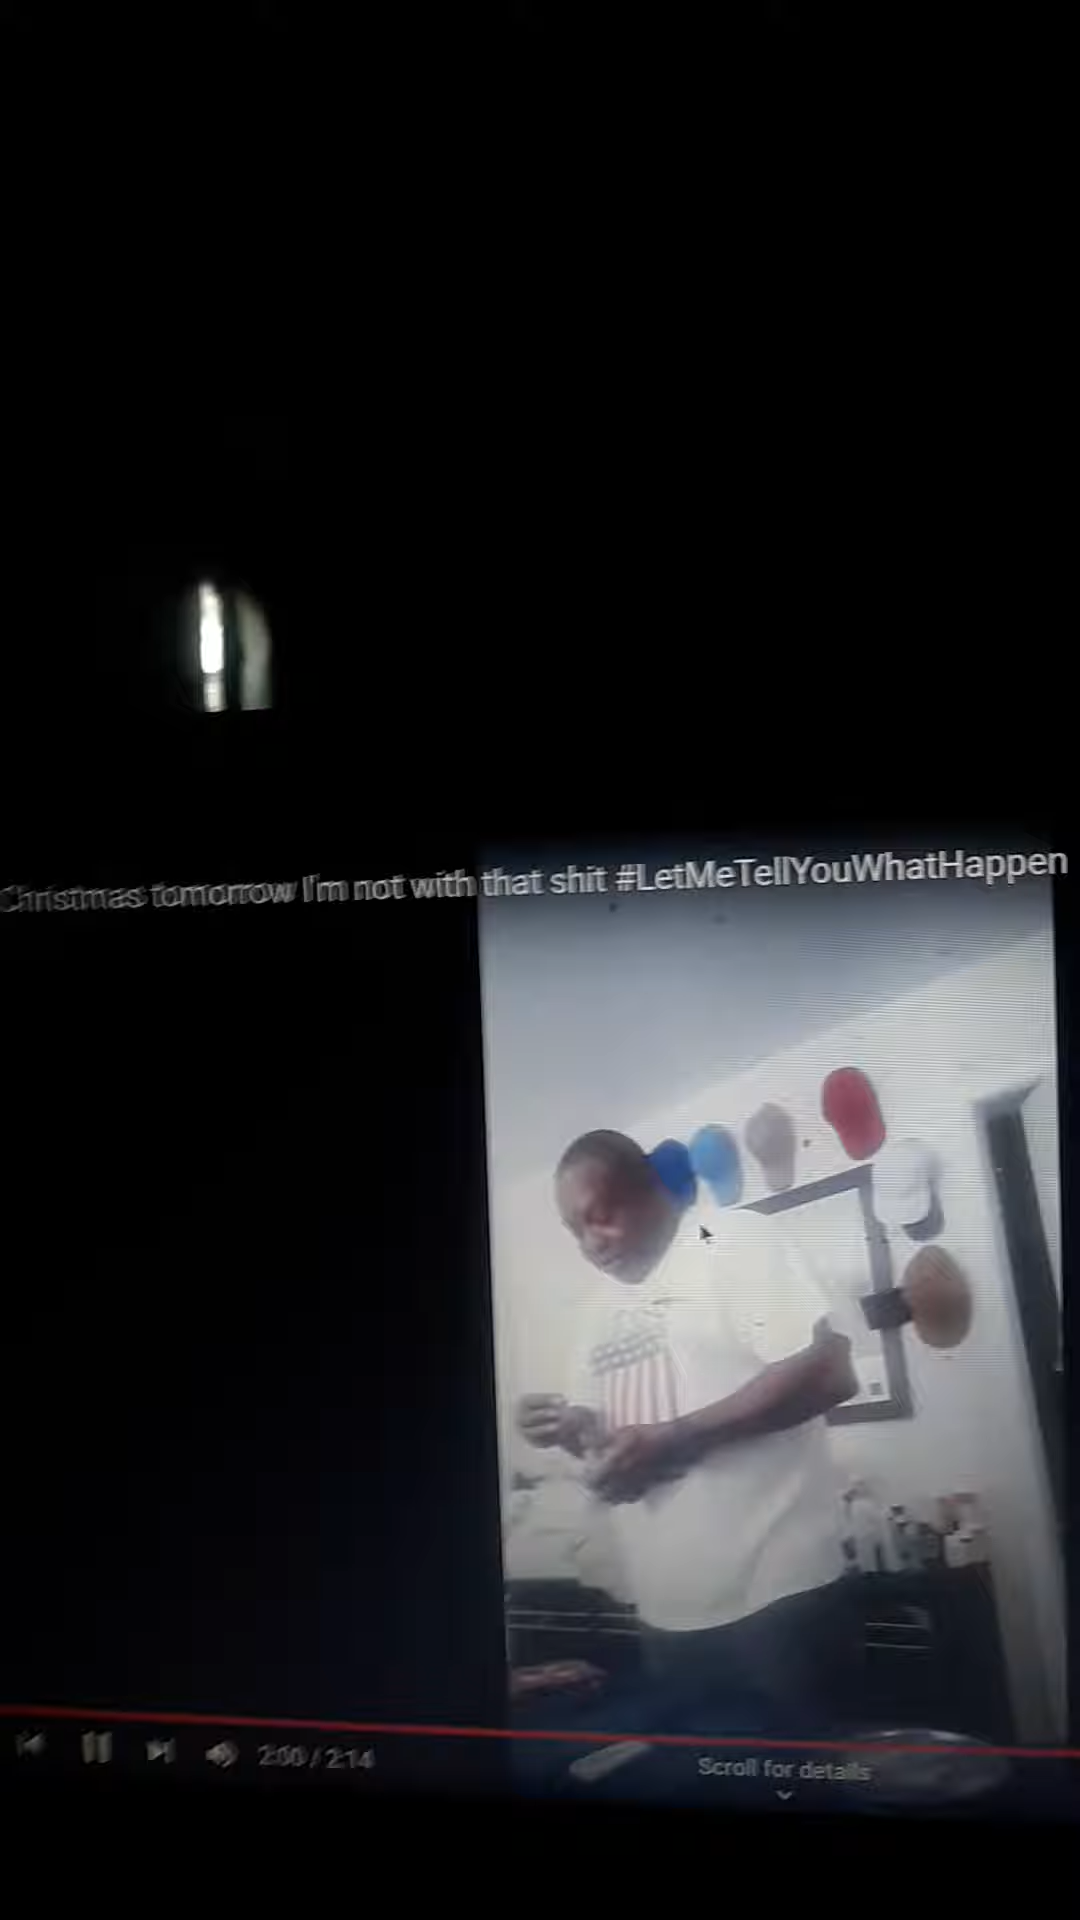 Christmas tomorrow I'm not with that shit #LetMeTellYouWhatHappen
2:00 / 2:14
Scroll for details